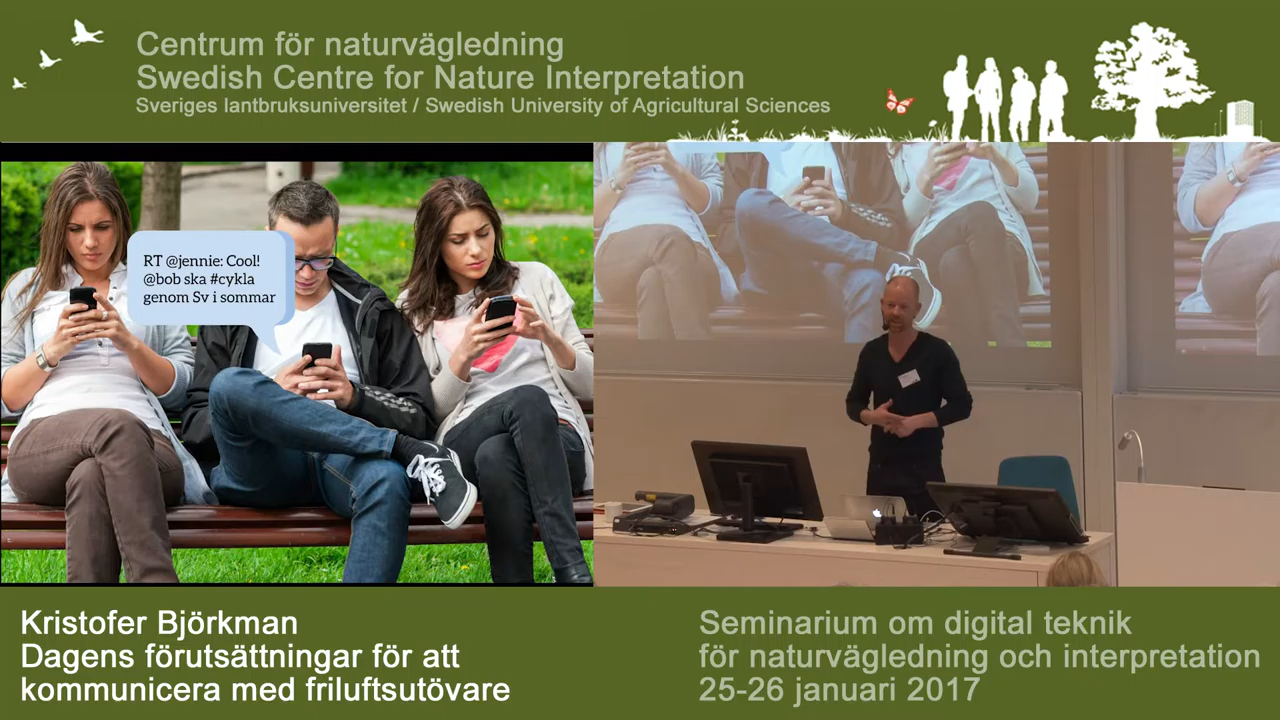 Centrum för naturvägledning
Swedish Centre for Nature Interpretation
Sveriges lantbruksuniversitet / Swedish University of Agricultural Sciences
RT @jennie: Cool!
@bob ska #cykla
genom Sv i sommar
Kristofer Björkman
Dagens förutsättningar för att
kommunicera med friluftsutövare
Seminarium om digital teknik
för naturvägledning och interpretation
25-26 januari 2017